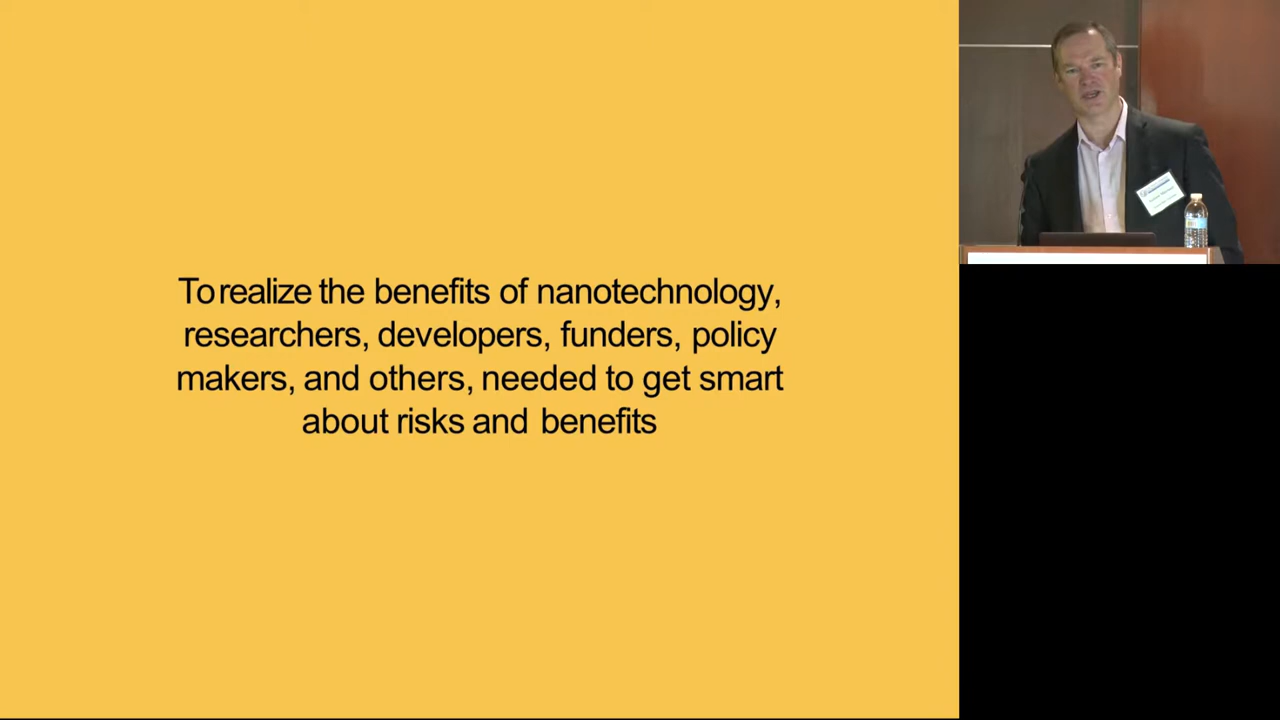 To realize the benefits of nanotechnology,
researchers, developers, funders, policy
makers, and others, needed to get smart
about risks and benefits